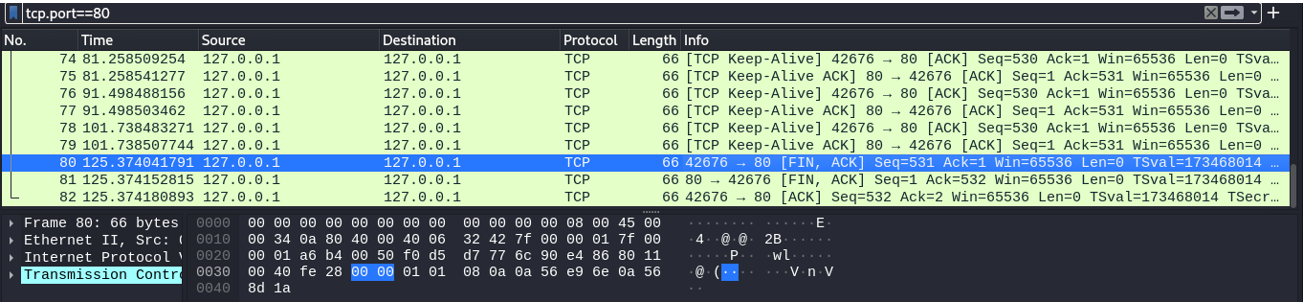 tcp.port==80
No. Time Source Destination Protocol Length Info
74 81.258509254 127.0.0.1 127.0.0.1 TCP 66 [TCP Keep-Alive] 42676 → 80 [ACK] Seq=530 Ack=1 Win=65536 Len=0 TSva…
75 81.258541277 127.0.0.1 127.0.0.1 TCP 66 [TCP Keep-Alive ACK] 80 → 42676 [ACK] Seq=1 Ack=531 Win=65536 Len=0 …
76 91.498488156 127.0.0.1 127.0.0.1 TCP 66 [TCP Keep-Alive] 42676 → 80 [ACK] Seq=530 Ack=1 Win=65536 Len=0 TSva…
77 91.498503462 127.0.0.1 127.0.0.1 TCP 66 [TCP Keep-Alive ACK] 80 → 42676 [ACK] Seq=1 Ack=531 Win=65536 Len=0 …
78 101.738483271 127.0.0.1 127.0.0.1 TCP 66 [TCP Keep-Alive] 42676 → 80 [ACK] Seq=530 Ack=1 Win=65536 Len=0 TSva…
79 101.738507744 127.0.0.1 127.0.0.1 TCP 66 [TCP Keep-Alive ACK] 80 → 42676 [ACK] Seq=1 Ack=531 Win=65536 Len=0 …
80 125.374041791 127.0.0.1 127.0.0.1 TCP 66 42676 → 80 [FIN, ACK] Seq=531 Ack=1 Win=65536 Len=0 TSval=173468014 …
81 125.374152815 127.0.0.1 127.0.0.1 TCP 66 80 → 42676 [FIN, ACK] Seq=1 Ack=532 Win=65536 Len=0 TSval=173468014 …
82 125.374180893 127.0.0.1 127.0.0.1 TCP 66 42676 → 80 [ACK] Seq=532 Ack=2 Win=65536 Len=0 TSval=173468014 TSecr…
Frame 80: 66 bytes
Ethernet II, Src: (
Internet Protocol V
Transmission Contro
0000 00 00 00 00 00 00 00 00 00 00 00 00 08 00 45 00 ········ ······E·
0010 00 34 0a 80 40 00 40 06 32 42 7f 00 00 01 7f 00 ·4··@·@· 2B······
0020 00 01 a6 b4 00 50 f0 d5 d7 77 6c 90 e4 86 80 11 ·····P·· ·wl·····
0030 00 40 fe 28 00 00 01 01 08 0a 0a 56 e9 6e 0a 56 ·@·(···· ···V·n·V
0040 8d 1a ··